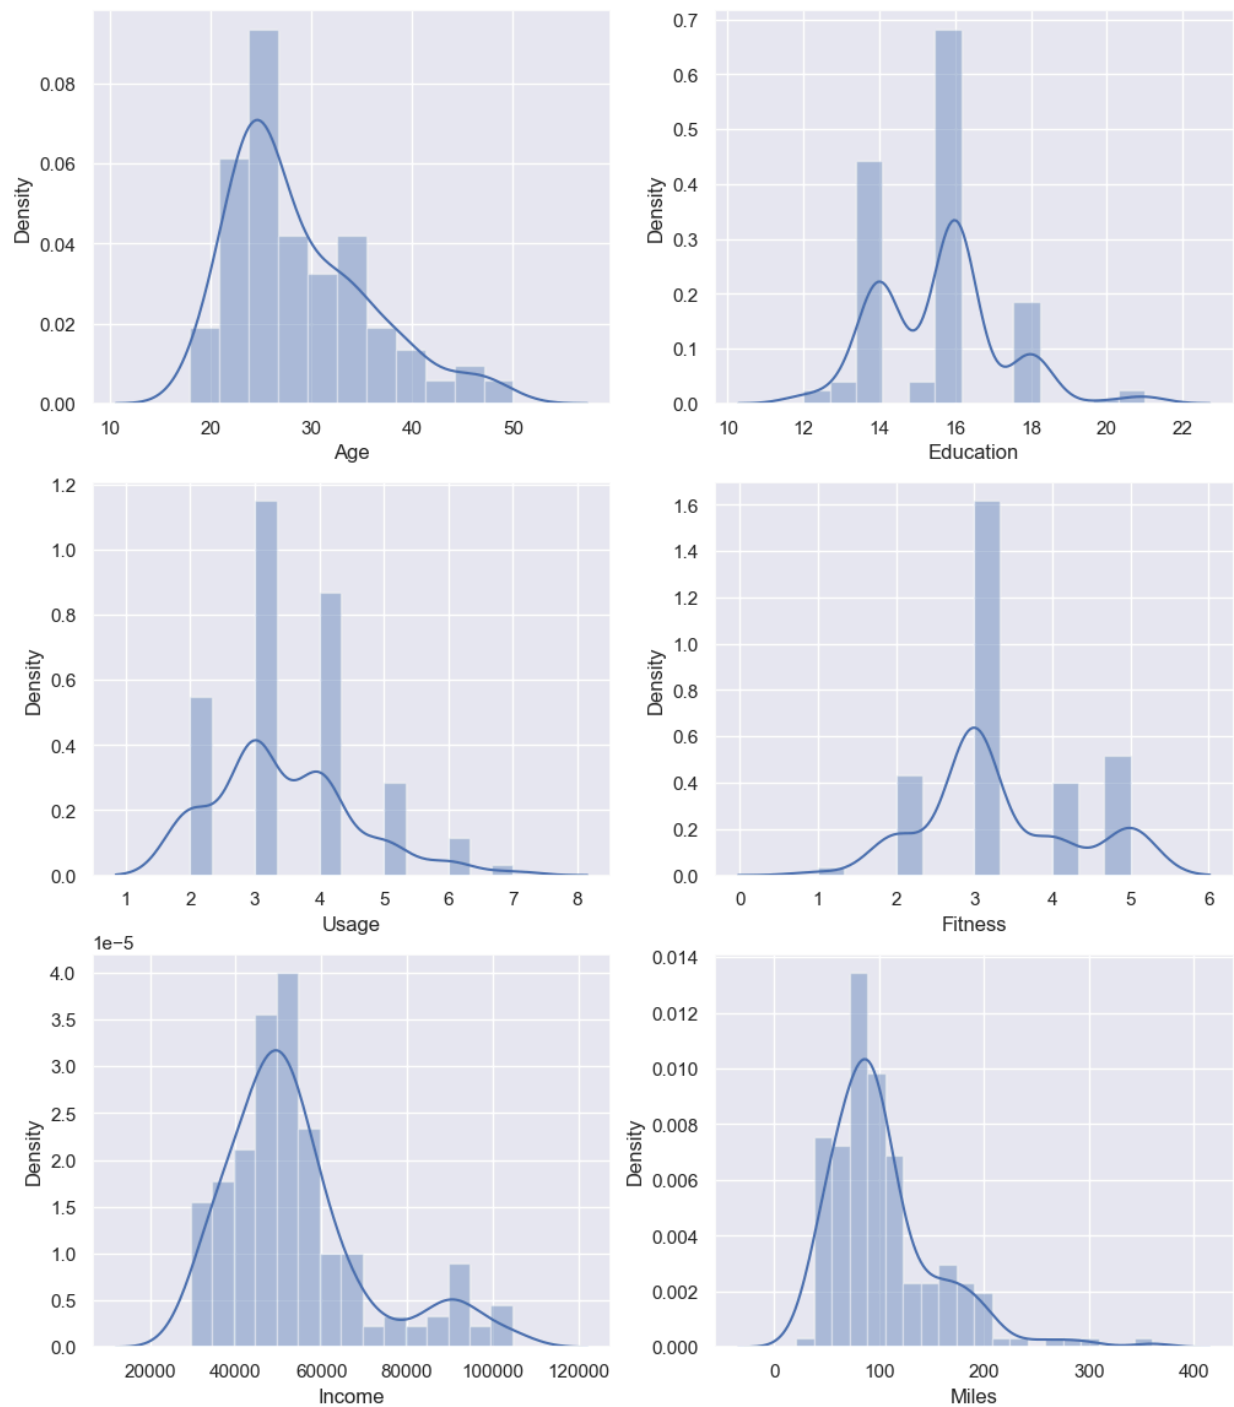 0.08
0.06
0.04
0.02
0.00
Density
10 20 30 40 50
Age
0.7
0.6
0.5
0.4
0.3
0.2
0.1
0.0
Density
10 12 14 16 18 20 22
Education
1.2
1.0
0.8
0.6
0.4
0.2
0.0
Density
1 2 3 4 5 6 7 8
Usage
1.6
1.4
1.2
1.0
0.8
0.6
0.4
0.2
0.0
Density
0 1 2 3 4 5 6
Fitness
1e−5
4.0
3.5
3.0
2.5
2.0
1.5
1.0
0.5
0.0
Density
20000 40000 60000 80000 100000 120000
Income
0.014
0.012
0.010
0.008
0.006
0.004
0.002
0.000
Density
0 100 200 300 400
Miles